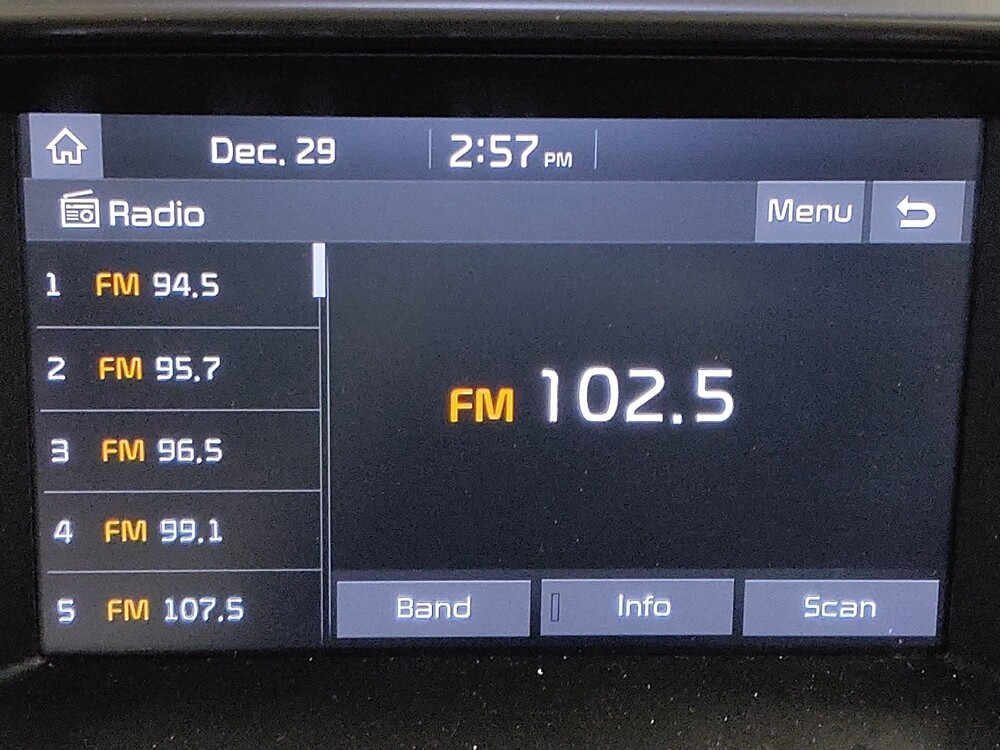 Dec. 29 2:57 PM
Radio Menu
1 FM 94.5
2 FM 95.7
3 FM 96.5
4 FM 99.1
5 FM 107.5
FM 102.5
Band Info Scan